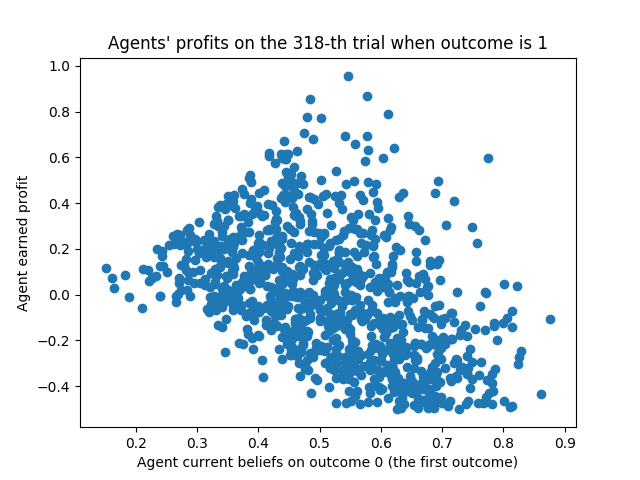 Agents' profits on the 318-th trial when outcome is 1
1.0
0.8
0.6
0.4
0.2
0.0
−0.2
−0.4
Agent earned profit
0.2 0.3 0.4 0.5 0.6 0.7 0.8 0.9
Agent current beliefs on outcome 0 (the first outcome)